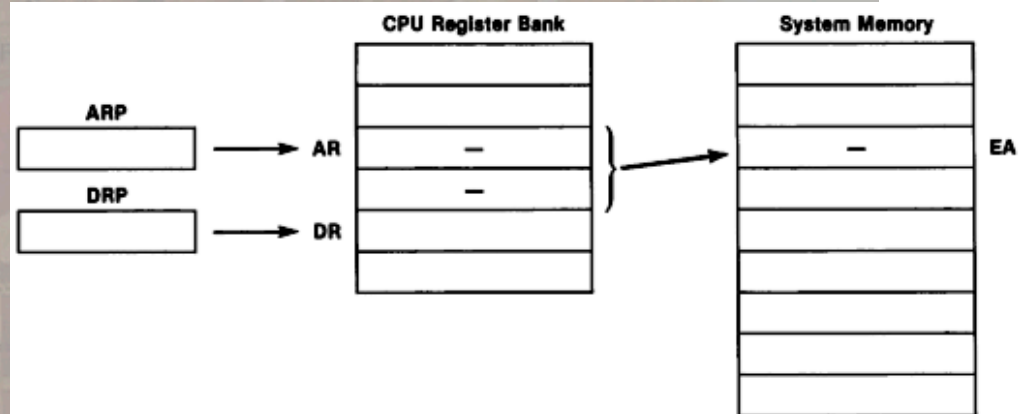 CPU Register Bank
System Memory
ARP
AR
—
—
—
EA
DRP
DR